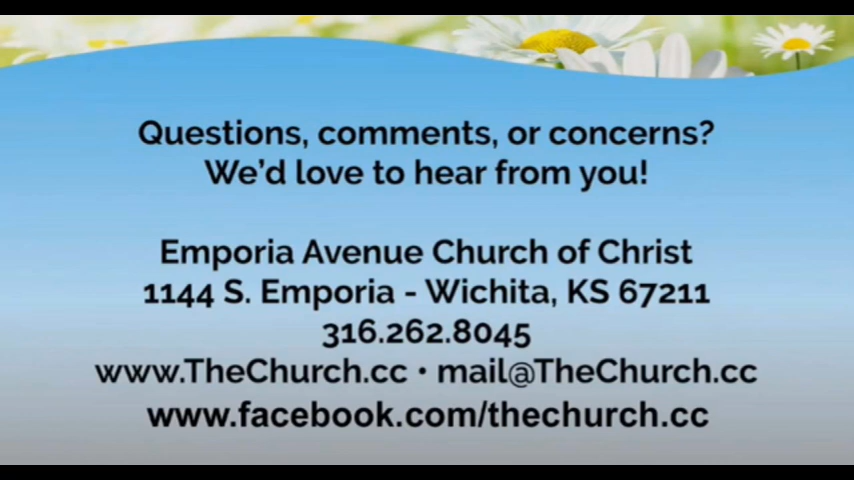 Questions, comments, or concerns?
We'd love to hear from you!
Emporia Avenue Church of Christ
1144 S. Emporia - Wichita, KS 67211
316.262.8045
www.TheChurch.cc • mail@TheChurch.cc
www.facebook.com/thechurch.cc